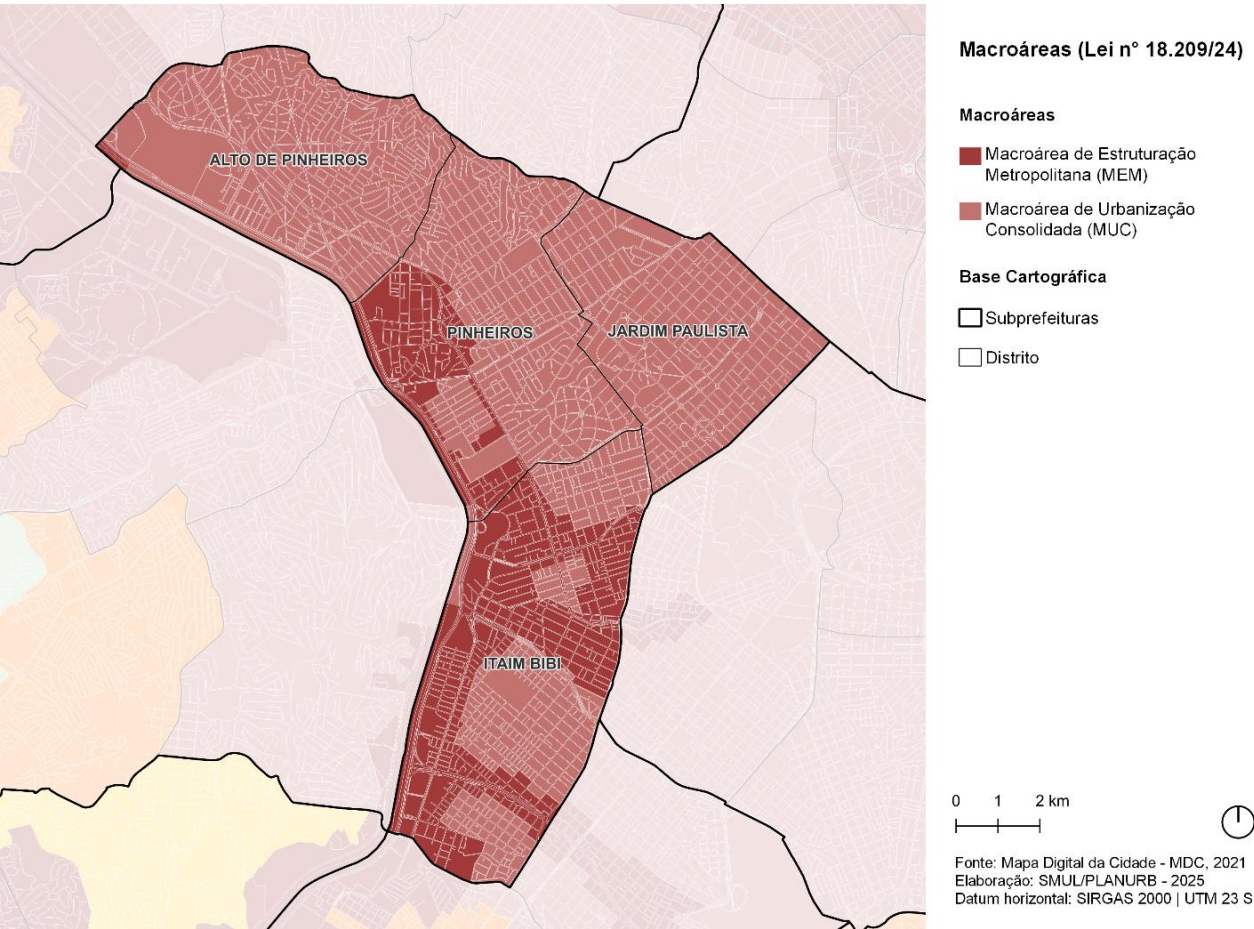 Macroáreas (Lei n° 18.209/24)
Macroáreas
Macroárea de Estruturação
Metropolitana (MEM)
Macroárea de Urbanização
Consolidada (MUC)
Base Cartográfica
Subprefeituras
Distrito
ALTO DE PINHEIROS
PINHEIROS
JARDIM PAULISTA
ITAIM BIBI
0 1 2 km
Fonte: Mapa Digital da Cidade - MDC, 2021
Elaboração: SMUL/PLANURB - 2025
Datum horizontal: SIRGAS 2000 | UTM 23 S